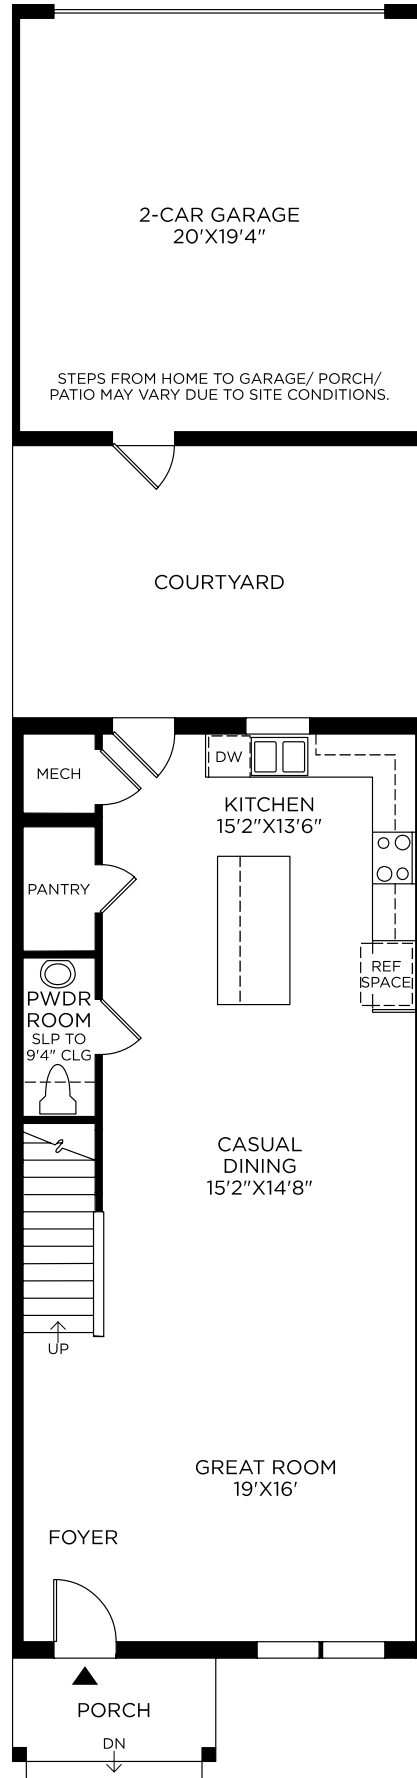 2-CAR GARAGE
20'X19'4"
STEPS FROM HOME TO GARAGE/ PORCH/
PATIO MAY VARY DUE TO SITE CONDITIONS.
COURTYARD
MECH
DW
KITCHEN
15'2"X13'6"
PANTRY
REF
SPACE
PWDR
ROOM
SLP TO
9'4" CLG
CASUAL
DINING
15'2"X14'8"
UP
GREAT ROOM
19'X16'
FOYER
PORCH
DN